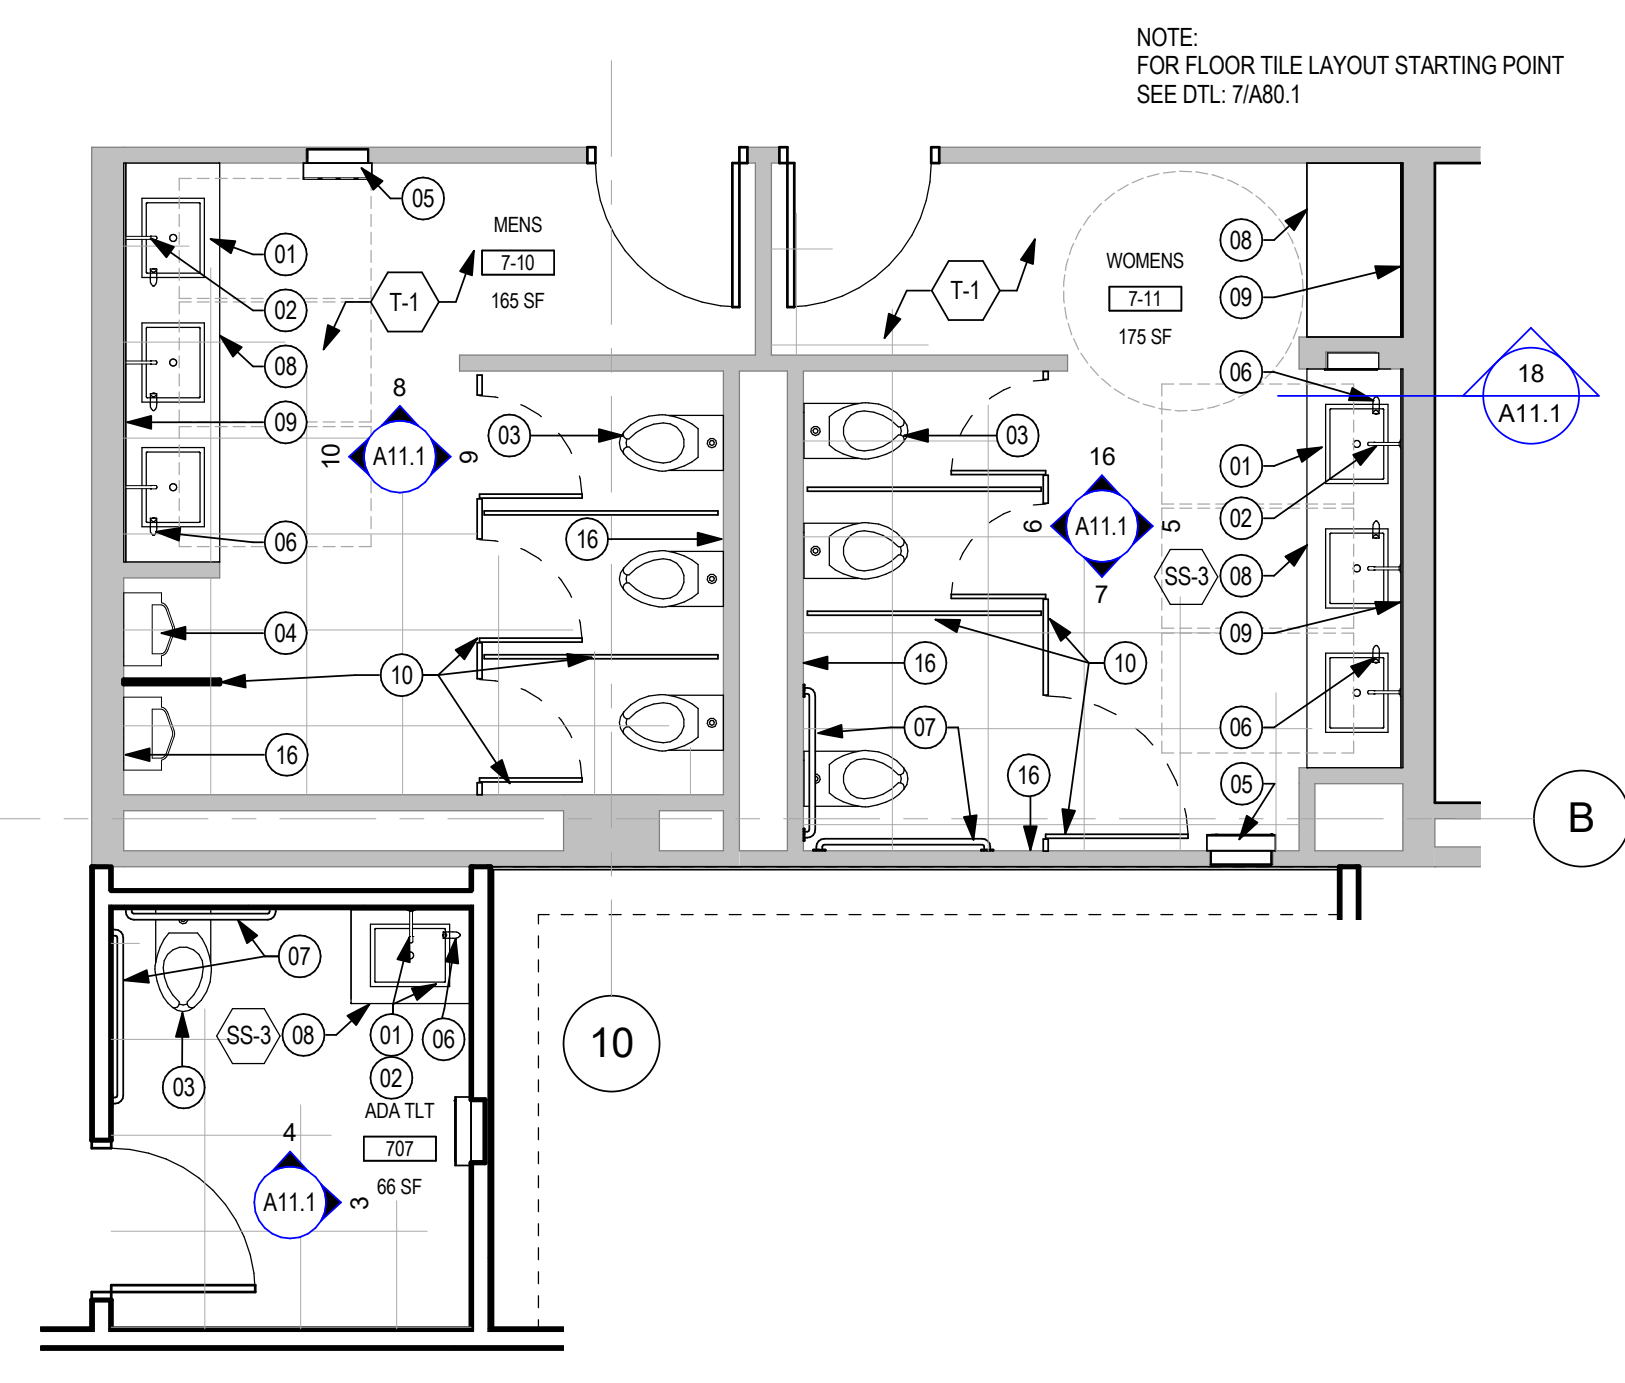 NOTE:
FOR FLOOR TILE LAYOUT STARTING POINT
SEE DTL: 7/A80.1
05
MENS
7-10
165 SF
01
02
T-1
08
09
8
10
A11.1
9
03
06
16
04
10
16
T-1
WOMENS
7-11
175 SF
08
09
06
18
A11.1
03
01
16
6
A11.1
5
7
02
SS-3
08
09
16
10
07
06
16
05
B
07
SS-3
08
01
06
02
03
ADA TLT
707
66 SF
4
A11.1
3
10